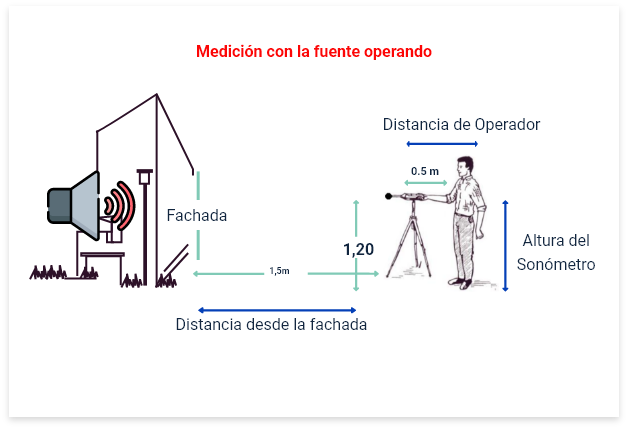 Medición con la fuente operando
Distancia de Operador
0.5 m
Fachada
1,20
Altura del
Sonómetro
1,5m
Distancia desde la fachada